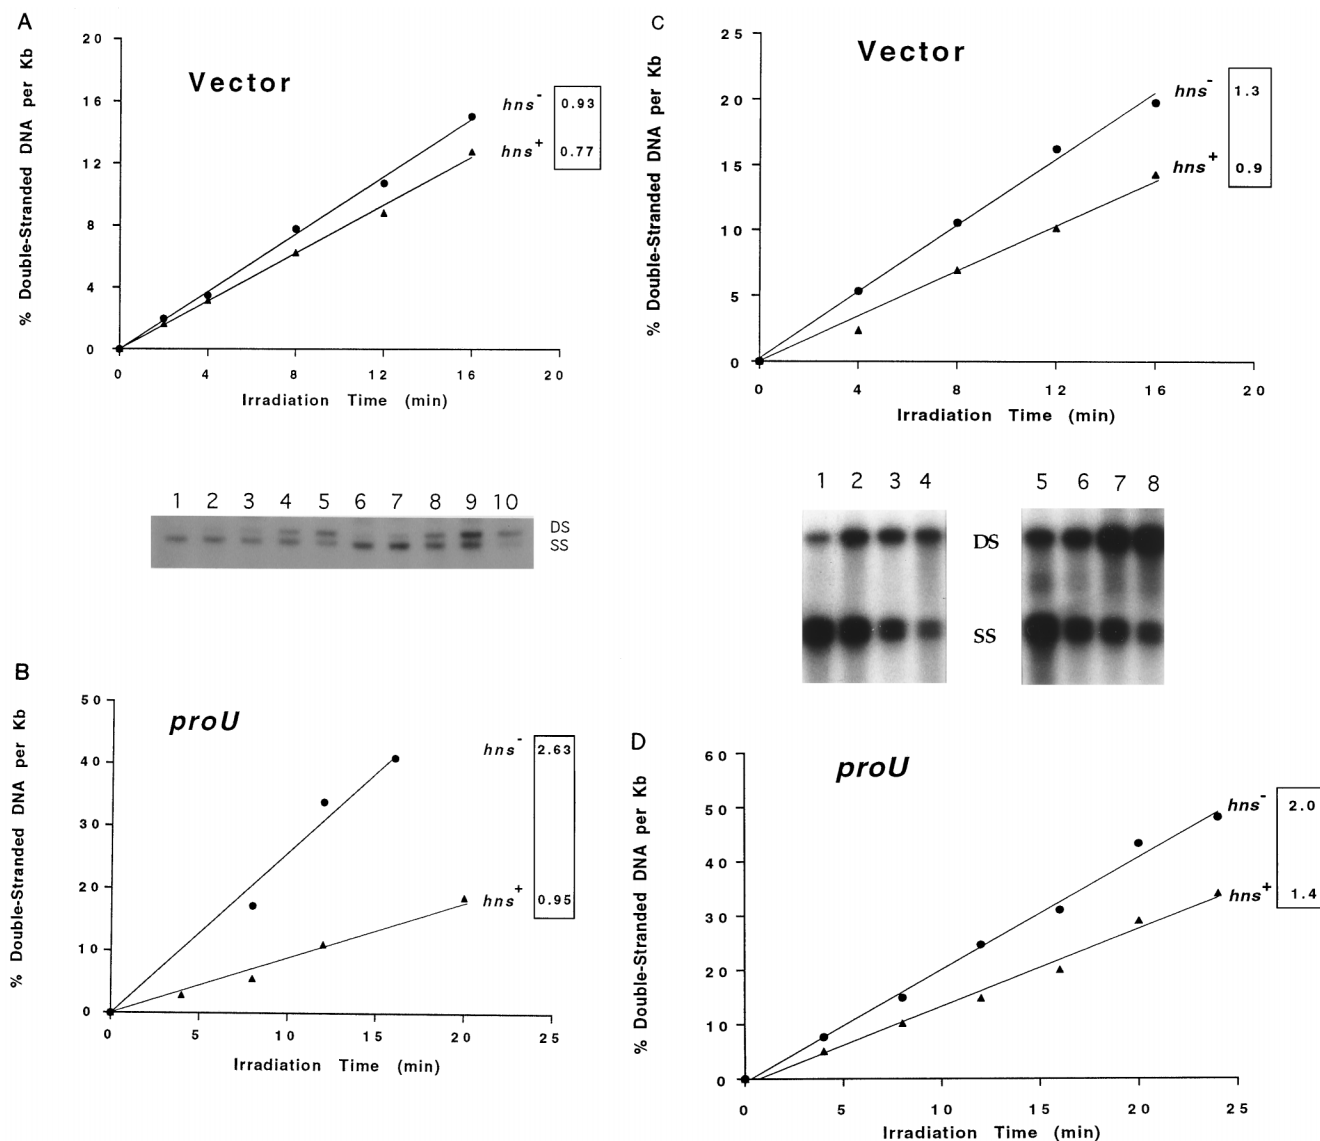 A
% Double-Stranded DNA per Kb
20
16
12
8
4
0
Vector
hns- 0.93
hns+ 0.77
0 4 8 12 16 20
Irradiation Time (min)
1 2 3 4 5 6 7 8 9 10
DS
SS
B
% Double-Stranded DNA per Kb
50
40
30
20
10
0
proU
hns- 2.63
hns+ 0.95
0 5 10 15 20 25
Irradiation Time (min)
C
% Double-Stranded DNA per Kb
25
20
15
10
5
0
Vector
hns- 1.3
hns+ 0.9
0 4 8 12 16 20
Irradiation Time (min)
1 2 3 4 5 6 7 8
DS
SS
D
% Double-Stranded DNA per Kb
60
50
40
30
20
10
0
proU
hns- 2.0
hns+ 1.4
0 5 10 15 20 25
Irradiation Time (min)